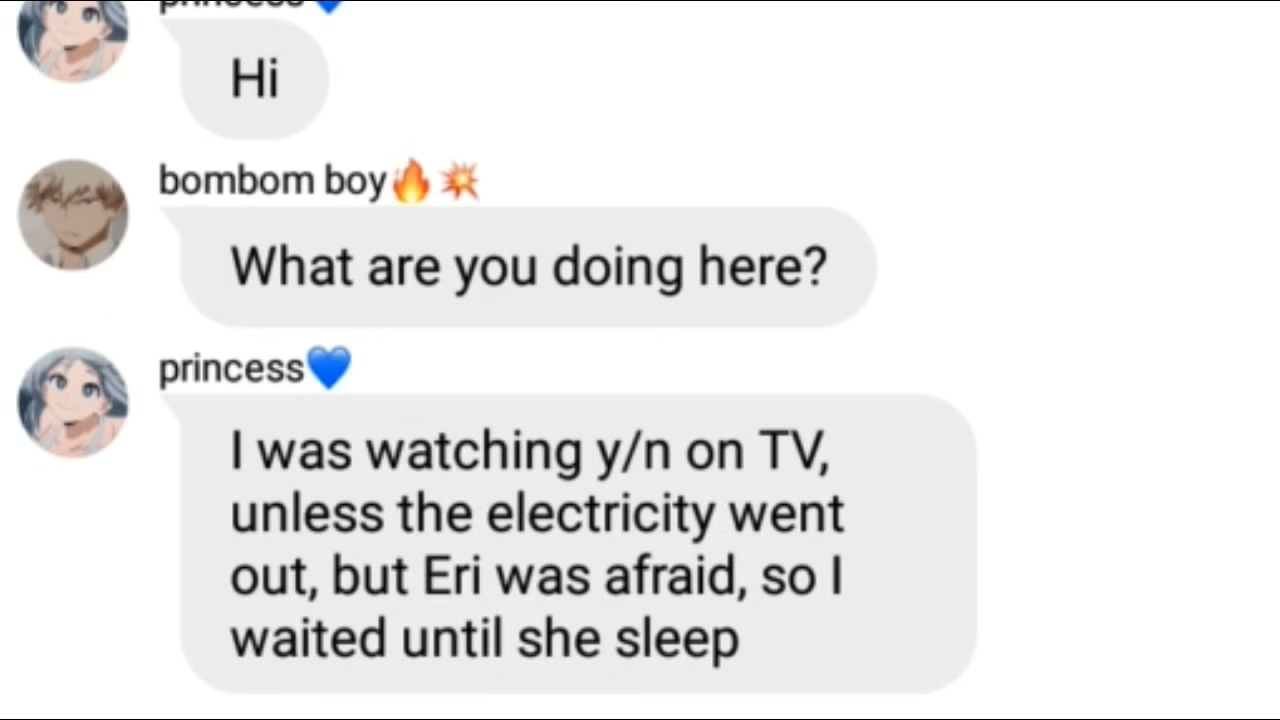 princess💙
Hi
bombom boy🔥💥
What are you doing here?
princess💙
I was watching y/n on TV,
unless the electricity went
out, but Eri was afraid, so I
waited until she sleep